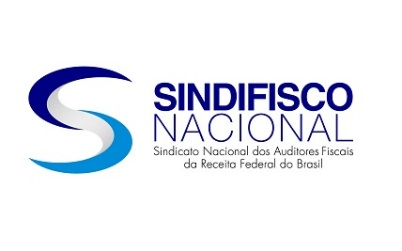 SINDIFISCO
NACIONAL
Sindicato Nacional dos Auditores Fiscais
da Receita Federal do Brasil